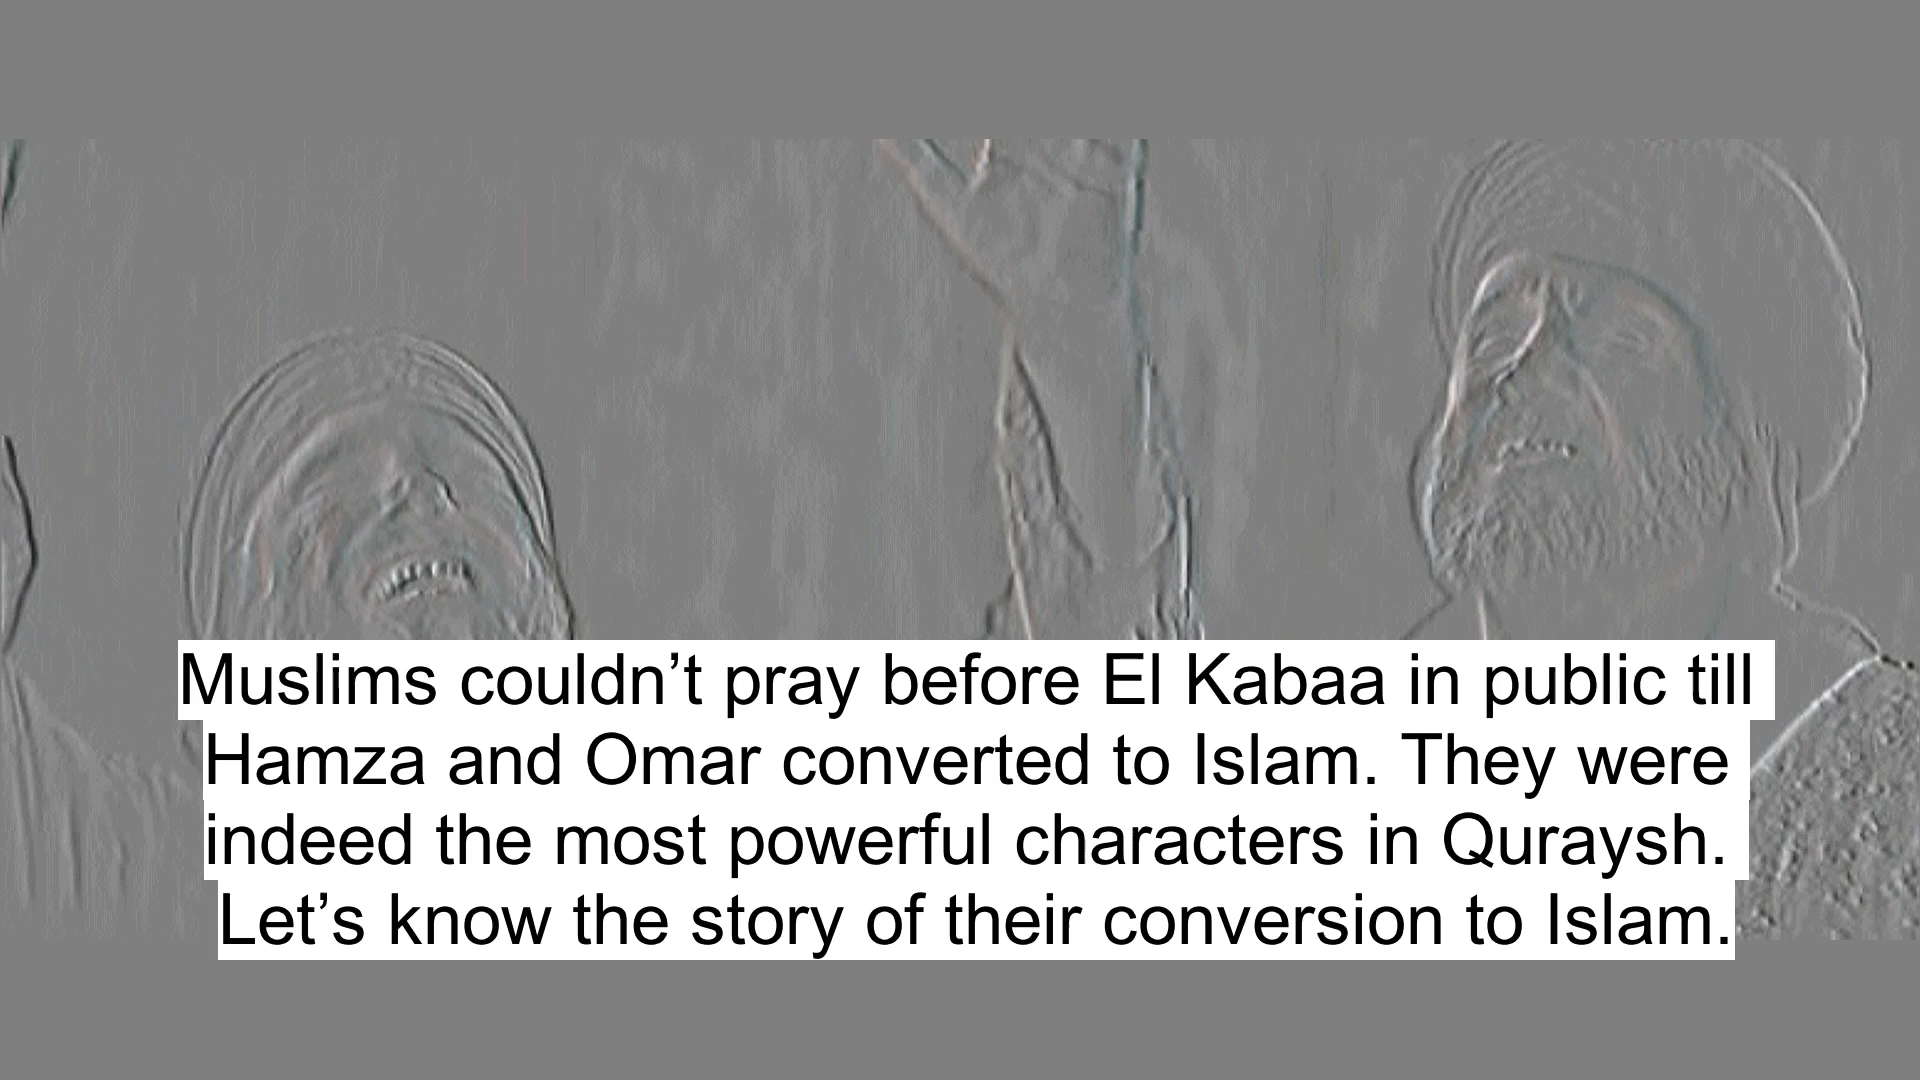 Muslims couldn’t pray before El Kabaa in public till
Hamza and Omar converted to Islam. They were
indeed the most powerful characters in Quraysh.
Let’s know the story of their conversion to Islam.